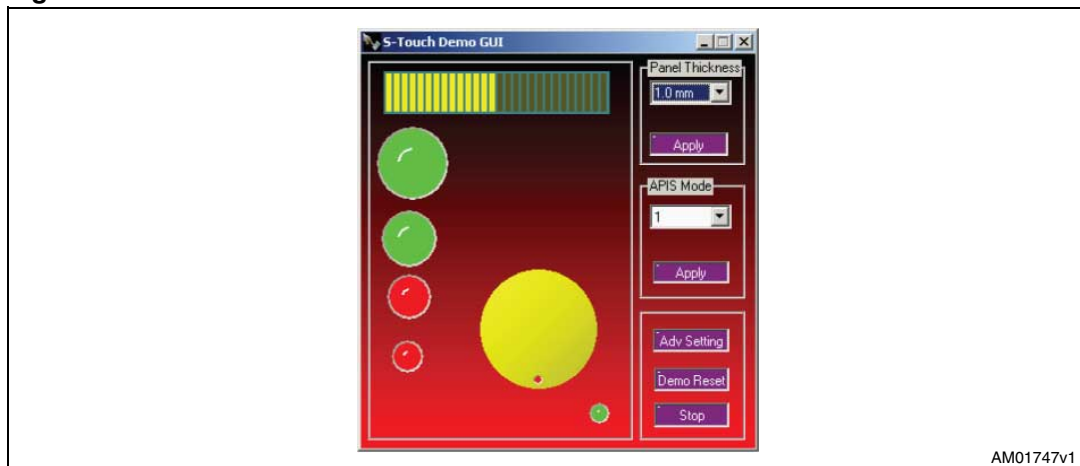 S-Touch Demo GUI
Panel Thickness
1.0 mm
Apply
APIS Mode
1
Apply
Adv Setting
Demo Reset
Stop
AM01747v1